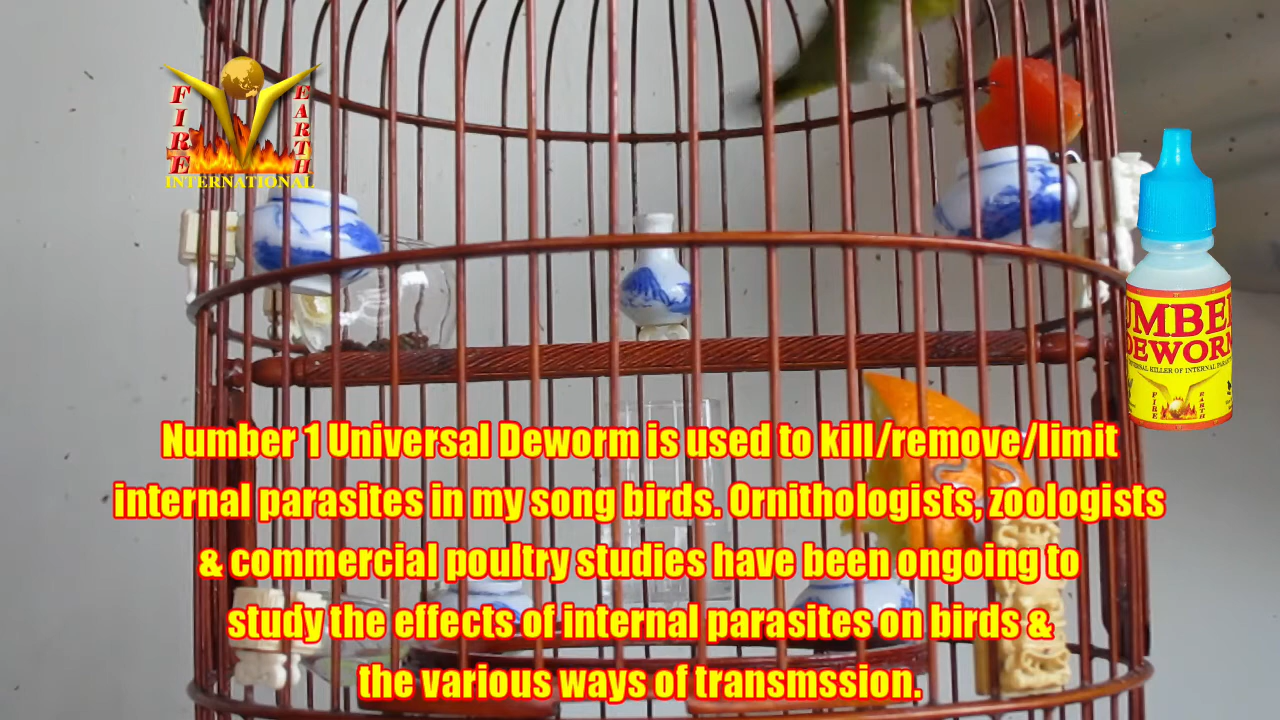 FIRE
EARTH
INTERNATIONAL
UMBE
DEWORM
FIRE
EARTH
Number 1 Universal Deworm is used to kill/remove/limit
internal parasites in my song birds. Ornithologists, zoologists
& commercial poultry studies have been ongoing to
study the effects of internal parasites on birds &
the various ways of transmssion.